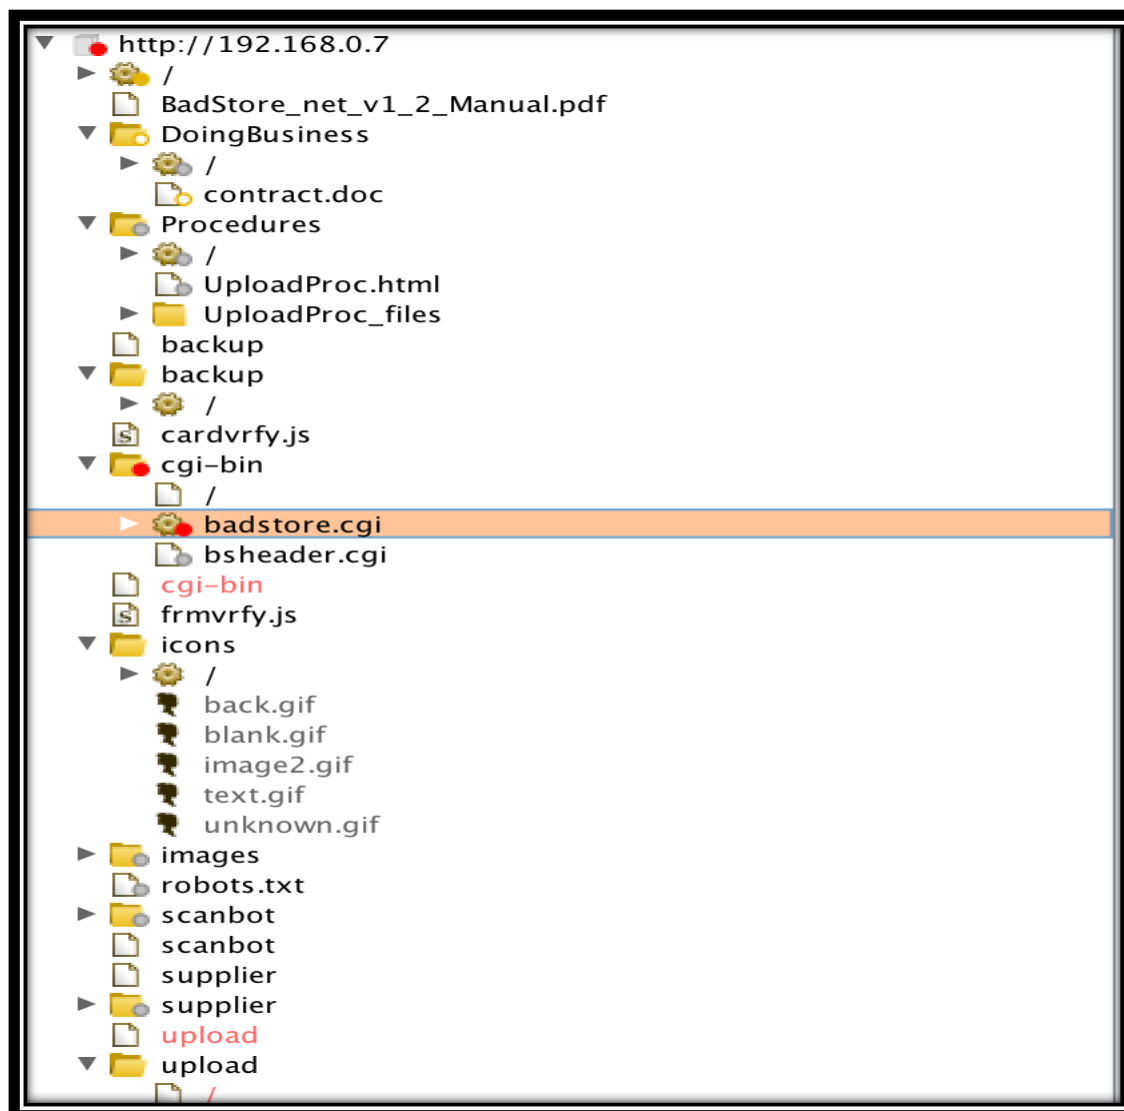 http://192.168.0.7
/
BadStore_net_v1_2_Manual.pdf
DoingBusiness
/
contract.doc
Procedures
/
UploadProc.html
UploadProc_files
backup
backup
/
cardvrfy.js
cgi-bin
/
badstore.cgi
bsheader.cgi
cgi-bin
frmvrfy.js
icons
/
back.gif
blank.gif
image2.gif
text.gif
unknown.gif
images
robots.txt
scanbot
scanbot
supplier
supplier
upload
upload
/